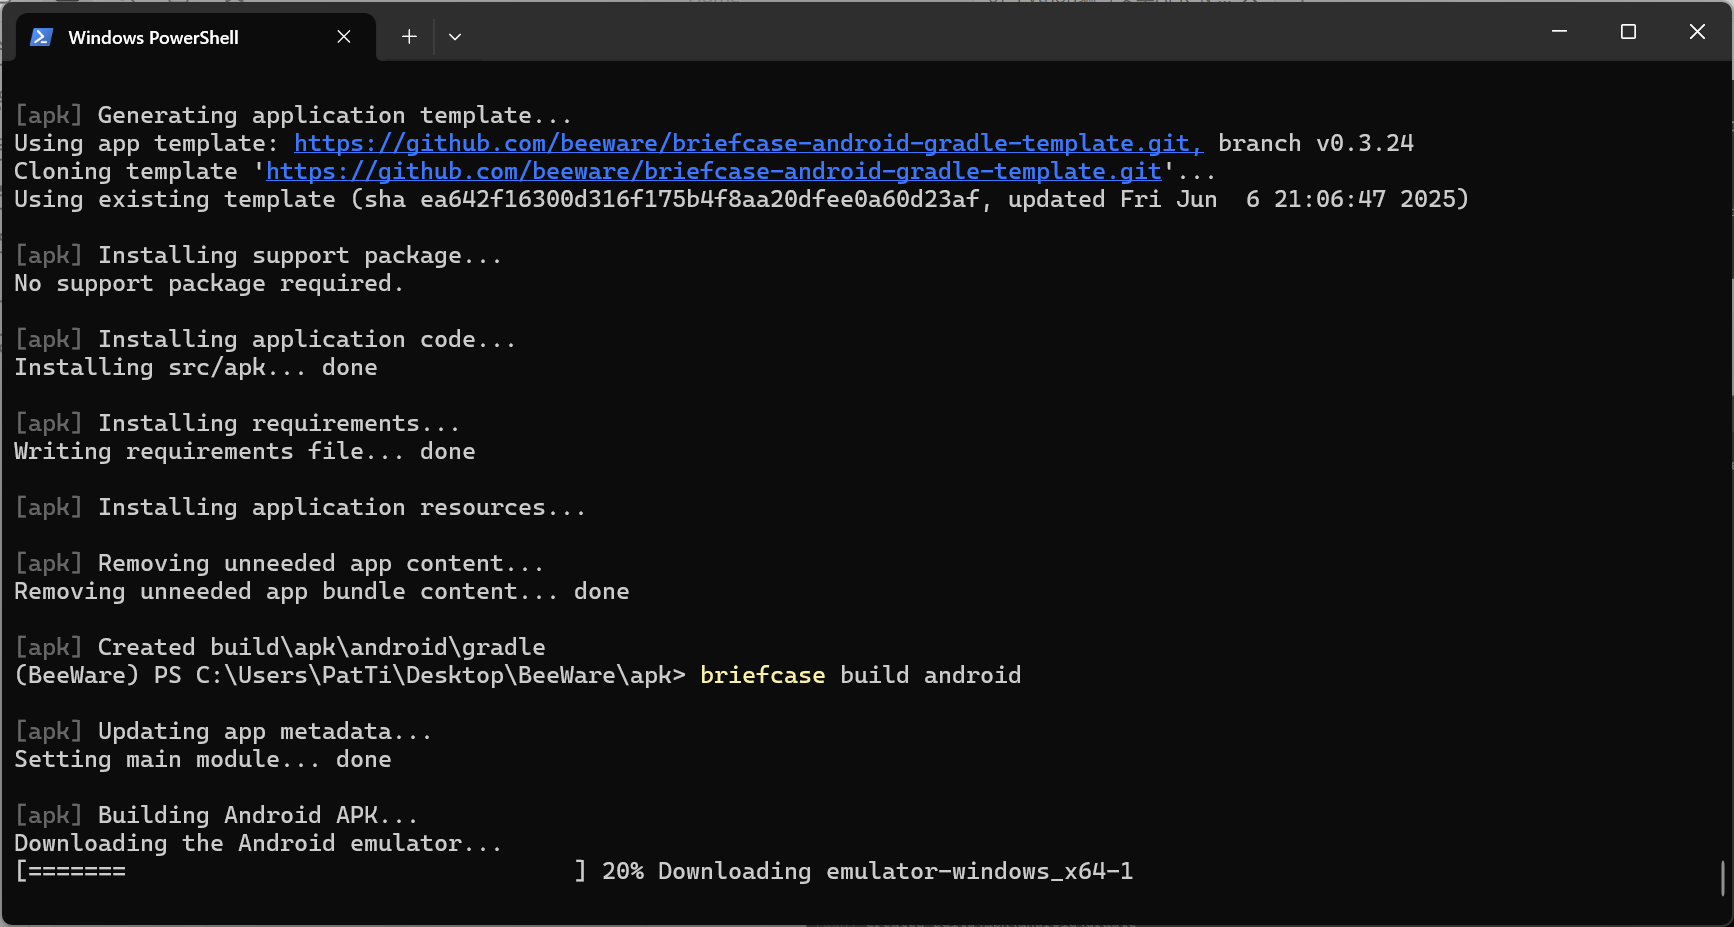 Windows PowerShell
[apk] Generating application template...
Using app template: https://github.com/beeware/briefcase-android-gradle-template.git, branch v0.3.24
Cloning template 'https://github.com/beeware/briefcase-android-gradle-template.git'...
Using existing template (sha ea642f16300d316f175b4f8aa20dfee0a60d23af, updated Fri Jun  6 21:06:47 2025)
[apk] Installing support package...
No support package required.
[apk] Installing application code...
Installing src/apk... done
[apk] Installing requirements...
Writing requirements file... done
[apk] Installing application resources...
[apk] Removing unneeded app content...
Removing unneeded app bundle content... done
[apk] Created build\apk\android\gradle
(BeeWare) PS C:\Users\PatTi\Desktop\BeeWare\apk> briefcase build android
[apk] Updating app metadata...
Setting main module... done
[apk] Building Android APK...
Downloading the Android emulator...
[=======                                ] 20% Downloading emulator-windows_x64-1